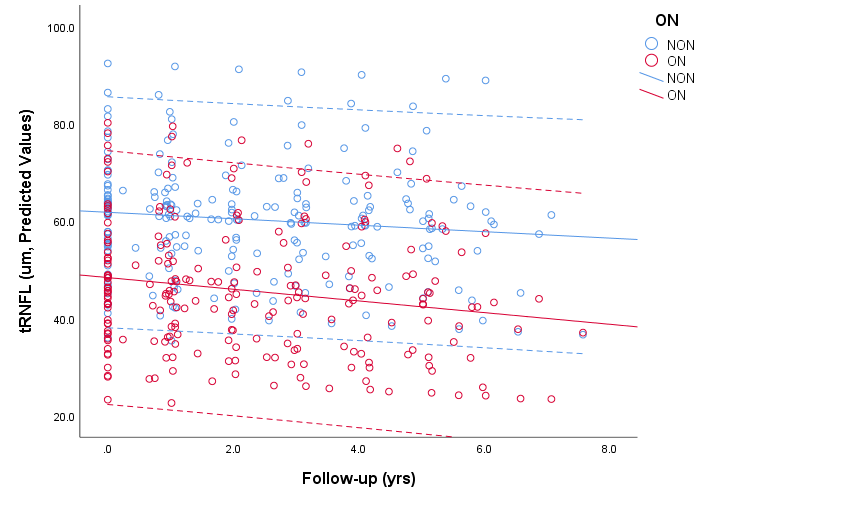 ON
NON
ON
NON
ON
100.0
80.0
60.0
40.0
20.0
tRNFL (um, Predicted Values)
.0
2.0
4.0
6.0
8.0
Follow-up (yrs)